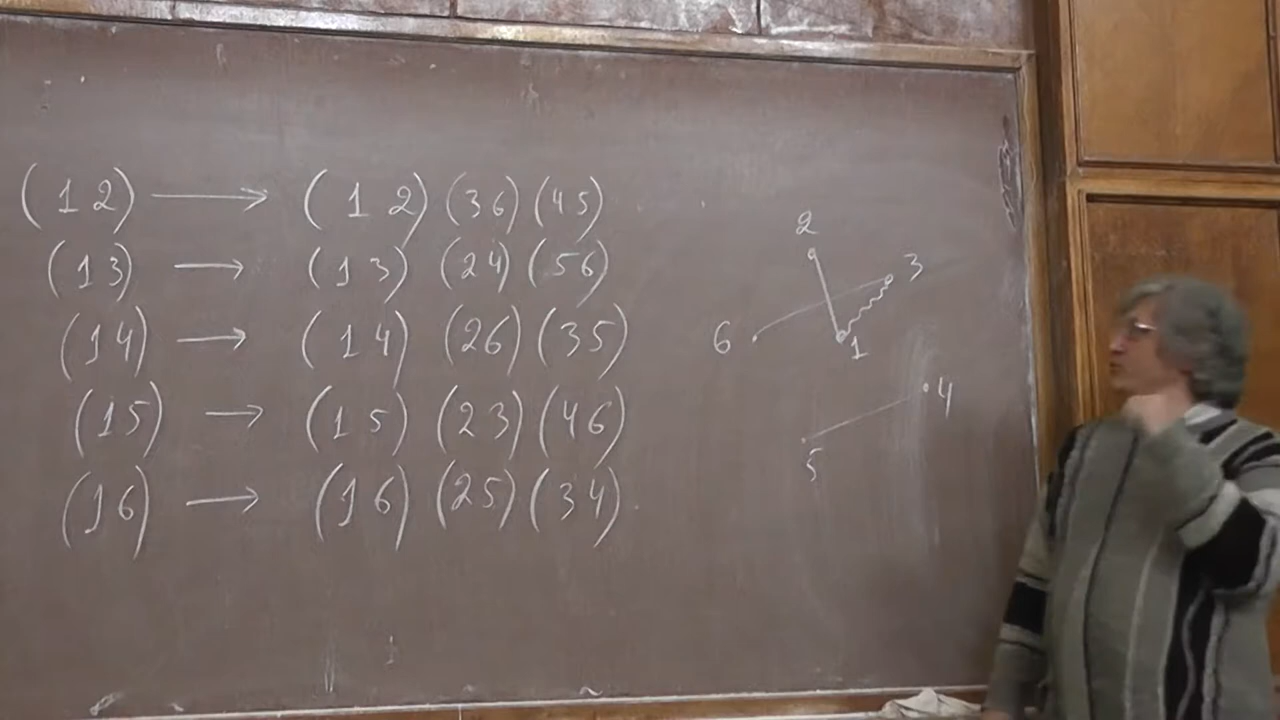 (1 2) → (1 2) (3 6) (4 5)
(1 3) → (1 3) (2 4) (5 6)
(1 4) → (1 4) (2 6) (3 5)
(1 5) → (1 5) (2 3) (4 6)
(1 6) → (1 6) (2 5) (3 4)
2
3
6
1
4
5